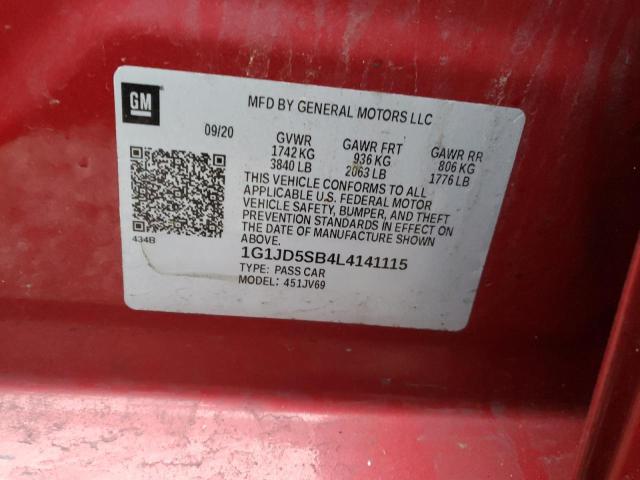 GM
MFD BY GENERAL MOTORS LLC
09/20 GVWR GAWR FRT GAWR RR
1742 KG 936 KG 806 KG
3840 LB 2063 LB 1776 LB
THIS VEHICLE CONFORMS TO ALL
APPLICABLE U.S. FEDERAL MOTOR
VEHICLE SAFETY, BUMPER, AND THEFT
PREVENTION STANDARDS IN EFFECT ON
THE DATE OF MANUFACTURE SHOWN
ABOVE.
434B
1G1JD5SB4L4141115
TYPE: PASS CAR
MODEL: 451JV69